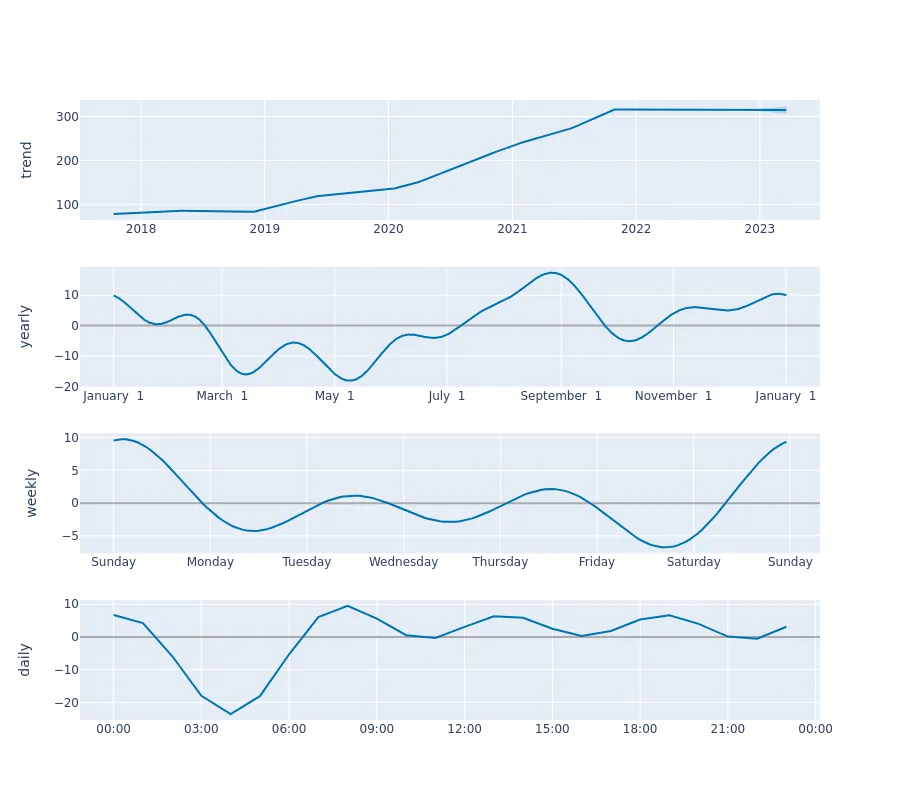 trend
300
200
100
2018 2019 2020 2021 2022 2023
yearly
10
0
−10
−20
January 1 March 1 May 1 July 1 September 1 November 1 January 1
weekly
10
5
0
−5
Sunday Monday Tuesday Wednesday Thursday Friday Saturday Sunday
daily
10
0
−10
−20
00:00 03:00 06:00 09:00 12:00 15:00 18:00 21:00 00:00